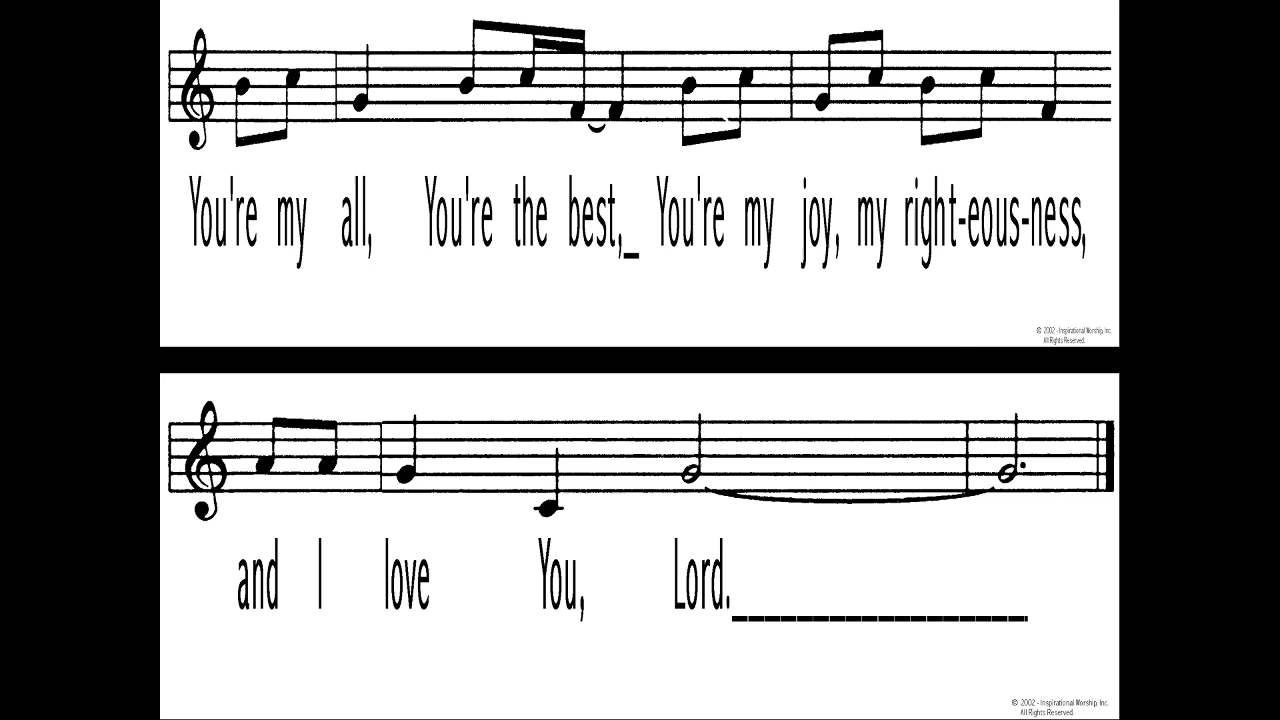 You're my all, You're the best,_ You're my joy, my right-eous-ness,
© 2002 - Inspirational Worship, Inc.
All Rights Reserved.
and I love You, Lord.__________________.
© 2002 - Inspirational Worship, Inc.
All Rights Reserved.